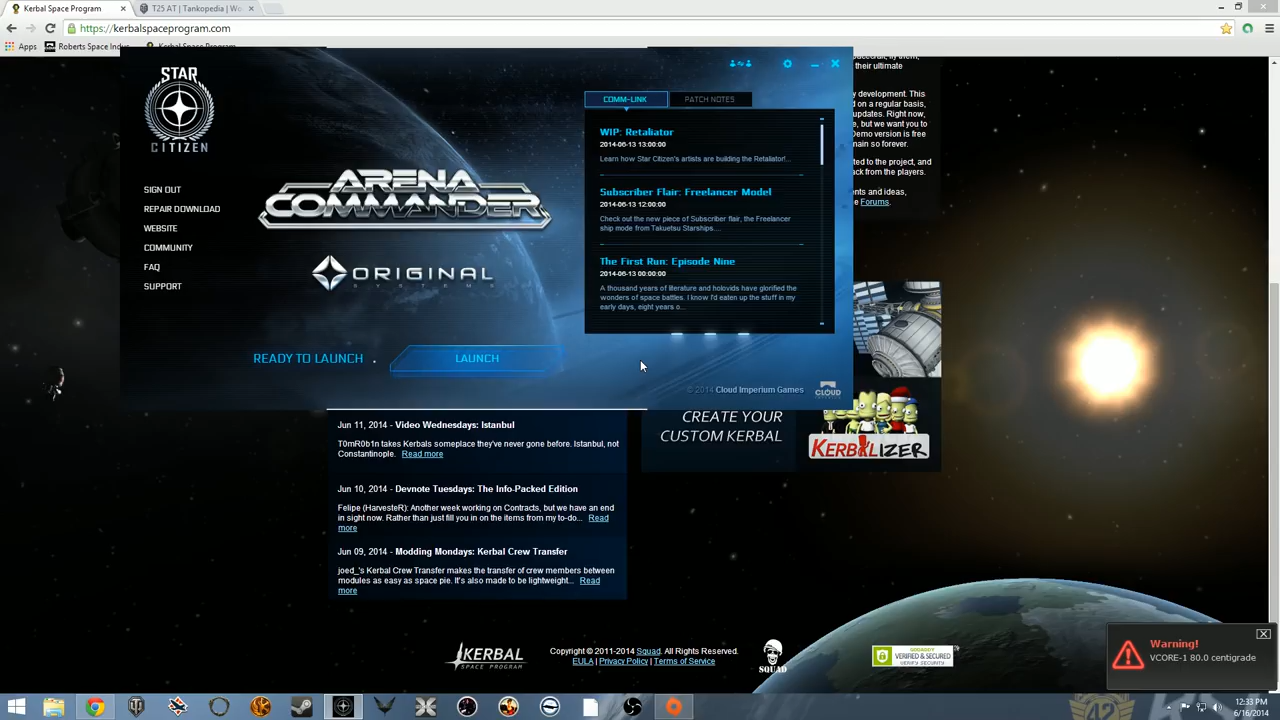 Kerbal Space Program
T25 AT | Tankopedia | Wo
https://kerbalspaceprogram.com
Apps
Roberts Space Indus
Kerbal Space Program
STAR
CITIZEN
SIGN OUT
REPAIR DOWNLOAD
WEBSITE
COMMUNITY
FAQ
SUPPORT
ARENA
COMMANDER
ORIGINAL
SYSTEMS
READY TO LAUNCH
LAUNCH
COMM-LINK
PATCH NOTES
WIP: Retaliator
2014-06-13 13:00:00
Learn how Star Citizen's artists are building the Retaliator!...
Subscriber Flair: Freelancer Model
2014-06-13 12:00:00
Check out the new piece of Subscriber flair, the Freelancer
ship mode from Takuetsu Starships....
The First Run: Episode Nine
2014-06-13 00:00:00
A thousand years of literature and holovids have glorified the
wonders of space battles. I know I'd eaten up the stuff in my
early days, eight years o...
© 2014 Cloud Imperium Games
CLOUD
their ultimate
y development. This
d on a regular basis,
updates. Right now,
e, but we want you to
Demo version is free
main so forever.
ted to the project, and
ack from the players.
ents and ideas,
e Forums.
Jun 11, 2014 - Video Wednesdays: Istanbul
T0mR0b1n takes Kerbals someplace they've never gone before. Istanbul, not
Constantinople. Read more
Jun 10, 2014 - Devnote Tuesdays: The Info-Packed Edition
Felipe (HarvesteR): Another week working on Contracts, but we have an end
in sight now. Rather than just fill you in on the items from my to-do... Read
more
Jun 09, 2014 - Modding Mondays: Kerbal Crew Transfer
joed_'s Kerbal Crew Transfer makes the transfer of crew members between
modules as easy as space pie. It's also made to be lightweight... Read
more
CREATE YOUR
CUSTOM KERBAL
KERBALIZER
KERBAL
SPACE PROGRAM
Copyright © 2011-2014 Squad. All Rights Reserved.
EULA | Privacy Policy | Terms of Service
SQUAD
GODADDY
VERIFIED & SECURED
VERIFY SECURITY
Warning!
VCORE-1 80.0 centigrade
12:33 PM
6/16/2014